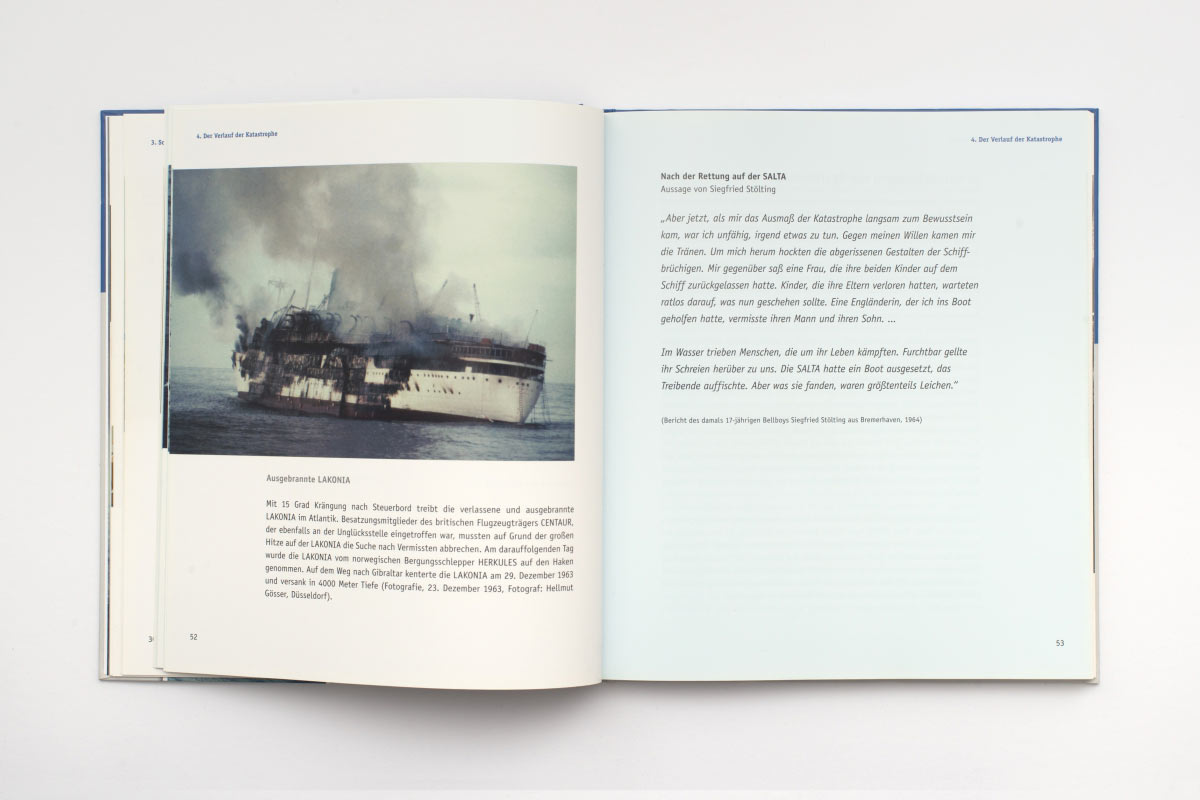 3. Sc
4. Der Verlauf der Katastrophe
Ausgebrannte LAKONIA
Mit 15 Grad Krängung nach Steuerbord treibt die verlassene und ausgebrannte
LAKONIA im Atlantik. Besatzungsmitglieder des britischen Flugzeugträgers CENTAUR,
der ebenfalls an der Unglücksstelle eingetroffen war, mussten auf Grund der großen
Hitze auf der LAKONIA die Suche nach Vermissten abbrechen. Am darauffolgenden Tag
wurde die LAKONIA vom norwegischen Bergungsschlepper HERKULES auf den Haken
genommen. Auf dem Weg nach Gibraltar kenterte die LAKONIA am 29. Dezember 1963
und versank in 4000 Meter Tiefe (Fotografie, 23. Dezember 1963, Fotograf: Hellmut
Gösser, Düsseldorf).
52
4. Der Verlauf der Katastrophe
Nach der Rettung auf der SALTA
Aussage von Siegfried Stölting
„Aber jetzt, als mir das Ausmaß der Katastrophe langsam zum Bewusstsein
kam, war ich unfähig, irgend etwas zu tun. Gegen meinen Willen kamen mir
die Tränen. Um mich herum hockten die abgerissenen Gestalten der Schiff-
brüchigen. Mir gegenüber saß eine Frau, die ihre beiden Kinder auf dem
Schiff zurückgelassen hatte. Kinder, die ihre Eltern verloren hatten, warteten
ratlos darauf, was nun geschehen sollte. Eine Engländerin, der ich ins Boot
geholfen hatte, vermisste ihren Mann und ihren Sohn. ...
Im Wasser trieben Menschen, die um ihr Leben kämpften. Furchtbar gellte
ihr Schreien herüber zu uns. Die SALTA hatte ein Boot ausgesetzt, das
Treibende auffischte. Aber was sie fanden, waren größtenteils Leichen.“
(Bericht des damals 17-jährigen Bellboys Siegfried Stölting aus Bremerhaven, 1964)
53